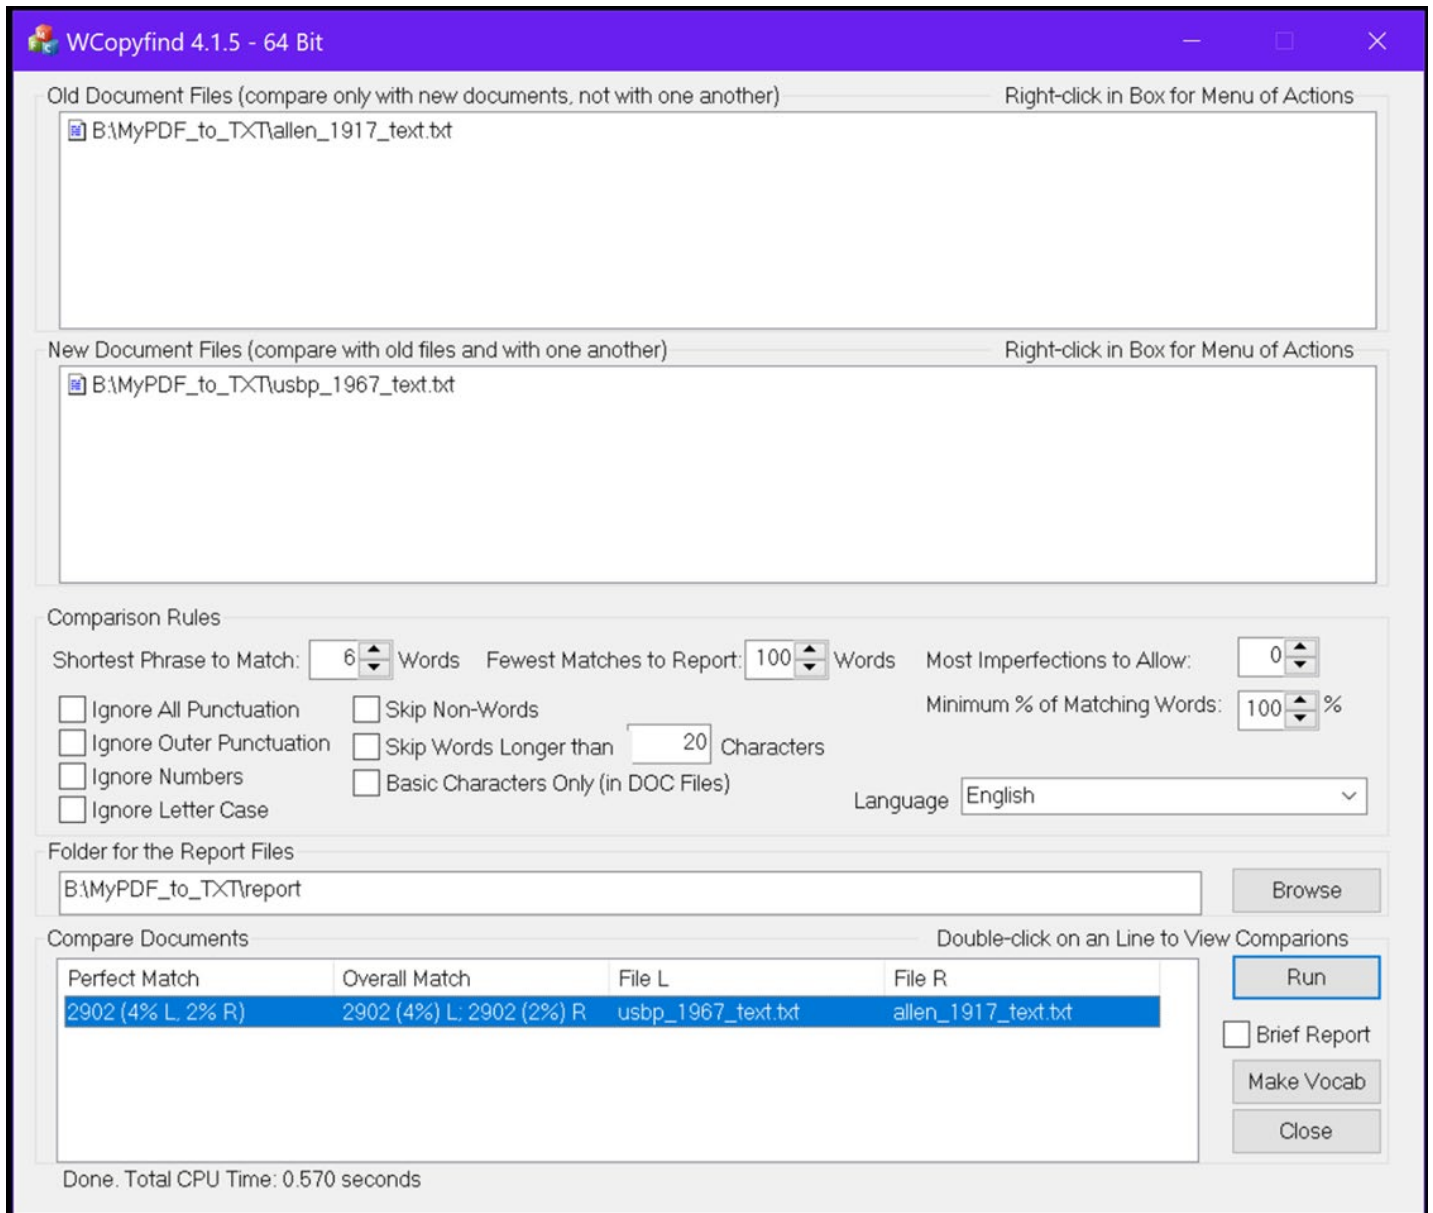 WCopyfind 4.1.5 - 64 Bit
Old Document Files (compare only with new documents, not with one another) Right-click in Box for Menu of Actions
B:\MyPDF_to_TXT\allen_1917_text.txt
New Document Files (compare with old files and with one another) Right-click in Box for Menu of Actions
B:\MyPDF_to_TXT\usbp_1967_text.txt
Comparison Rules
Shortest Phrase to Match: 6 Words Fewest Matches to Report: 100 Words Most Imperfections to Allow: 0
Minimum % of Matching Words: 100 %
Ignore All Punctuation Skip Non-Words
Ignore Outer Punctuation Skip Words Longer than 20 Characters
Ignore Numbers Basic Characters Only (in DOC Files)
Ignore Letter Case Language English
Folder for the Report Files
B:\MyPDF_to_TXT\report Browse
Compare Documents Double-click on an Line to View Comparions
Perfect Match Overall Match File L File R Run
2902 (4% L, 2% R) 2902 (4%) L; 2902 (2%) R usbp_1967_text.txt allen_1917_text.txt
Brief Report
Make Vocab
Close
Done. Total CPU Time: 0.570 seconds